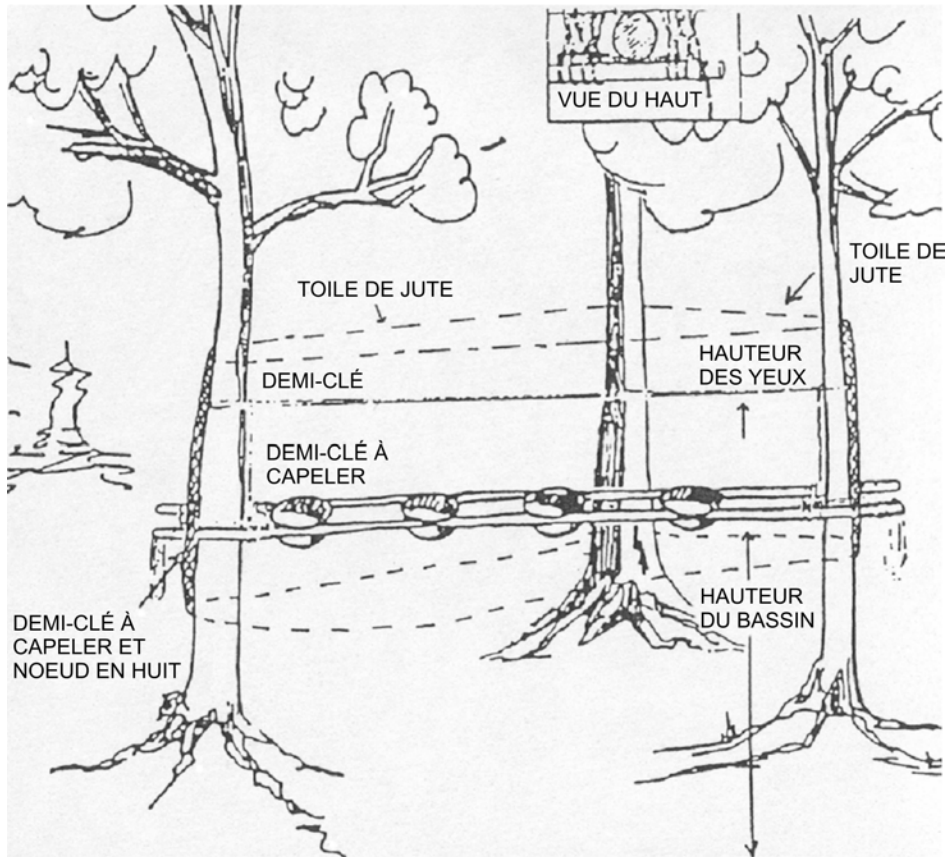 VUE DU HAUT
TOILE DE
JUTE
TOILE DE JUTE
HAUTEUR
DES YEUX
DEMI-CLÉ
DEMI-CLÉ À
CAPELER
HAUTEUR
DU BASSIN
DEMI-CLÉ À
CAPELER ET
NOEUD EN HUIT